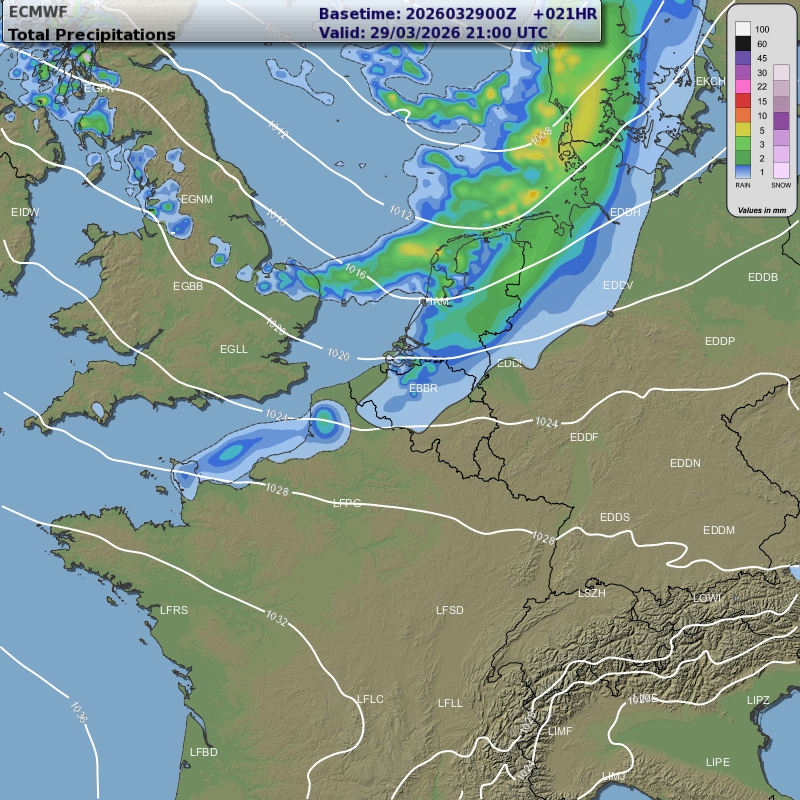 ECMWF
Basetime: 2026032900Z +021HR
Total Precipitations
Valid: 29/03/2026 21:00 UTC
100
60
45
30
22
15
10
5
3
2
1
RAIN
SNOW
Values in mm
EKCH
EGPK
1004
1008
1012
EGNM
1012
EIDW
1016
EDDH
1016
EGBB
EDDV
EDDB
EHAM
1020
EGLL
1020
EDDP
EDDL
EBBR
1024
1024
EDDF
EDDN
1028
LFPG
EDDS
EDDM
1028
LFRS
LFSD
LSZH
LOWI
1032
LFLC
LFLL
LIPZ
1036
LIMF
LFBD
LIPE
LIMJ